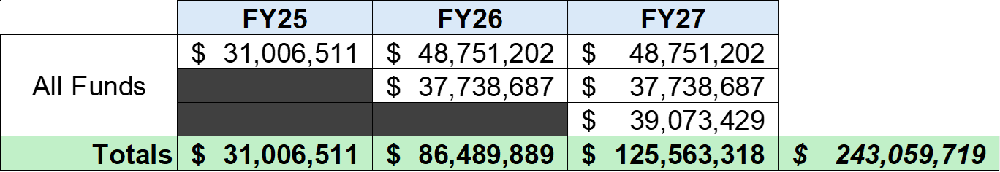 FY25 FY26 FY27
$ 31,006,511 $ 48,751,202 $ 48,751,202
All Funds $ 37,738,687 $ 37,738,687
$ 39,073,429
Totals $ 31,006,511 $ 86,489,889 $ 125,563,318 $ 243,059,719